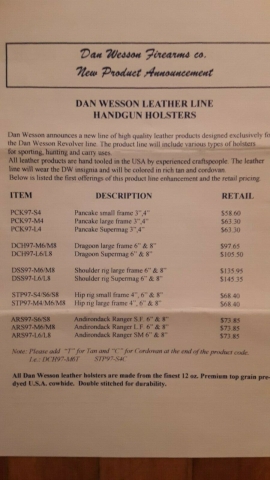 Dan Wesson Firearms co.
New Product Announcement
DAN WESSON LEATHER LINE
HANDGUN HOLSTERS
Dan Wesson announces a new line of high quality leather products designed exclusively
the Dan Wesson Revolver line. The product line will include various types of holsters
for sporting, hunting and carry uses.
All leather products are hand tooled in the USA by experienced craftspeople. The leather
line will wear the DW insignia and will be colored in rich tan and cordovan.
Below is listed the first offerings of this product line enhancement and the retail pricing.
ITEM DESCRIPTION RETAIL
PCK97-S4 Pancake small frame 3",4" $58.60
PCK97-M4 Pancake large frame 3",4" $63.30
PCK97-L4 Pancake Supermag 3",4" $63.30
DCH97-M6/M8 Dragoon large frame 6" & 8" $97.65
DCH97-L6/L8 Dragoon Supermag 6" & 8" $105.50
DSS97-M6/M8 Shoulder rig large frame 6" & 8" $135.95
DSS97-L6/L8 Shoulder rig Supermag 6" & 8" $145.35
STP97-S4/S6/S8 Hip rig small frame 4", 6" & 8" $68.40
STP97-M4/M6/M8 Hip rig large frame 4", 6" & 8" $68.40
ARS97-S6/S8 Andirondack Ranger S.F. 6" & 8" $73.85
ARS97-M6/M8 Andirondack Ranger L.F. 6" & 8" $73.85
ARS97-L6/L8 Andirondack Ranger SM 6" & 8" $73.85
Note: Please add "T" for Tan and "C" for Cordovan at the end of the product code.
I.e.: DCH97-M6T STP97-S4C
All Dan Wesson leather holsters are made from the finest 12 oz. Premium top grain pre-
dyed U.S.A. cowhide. Double stitched for durability.